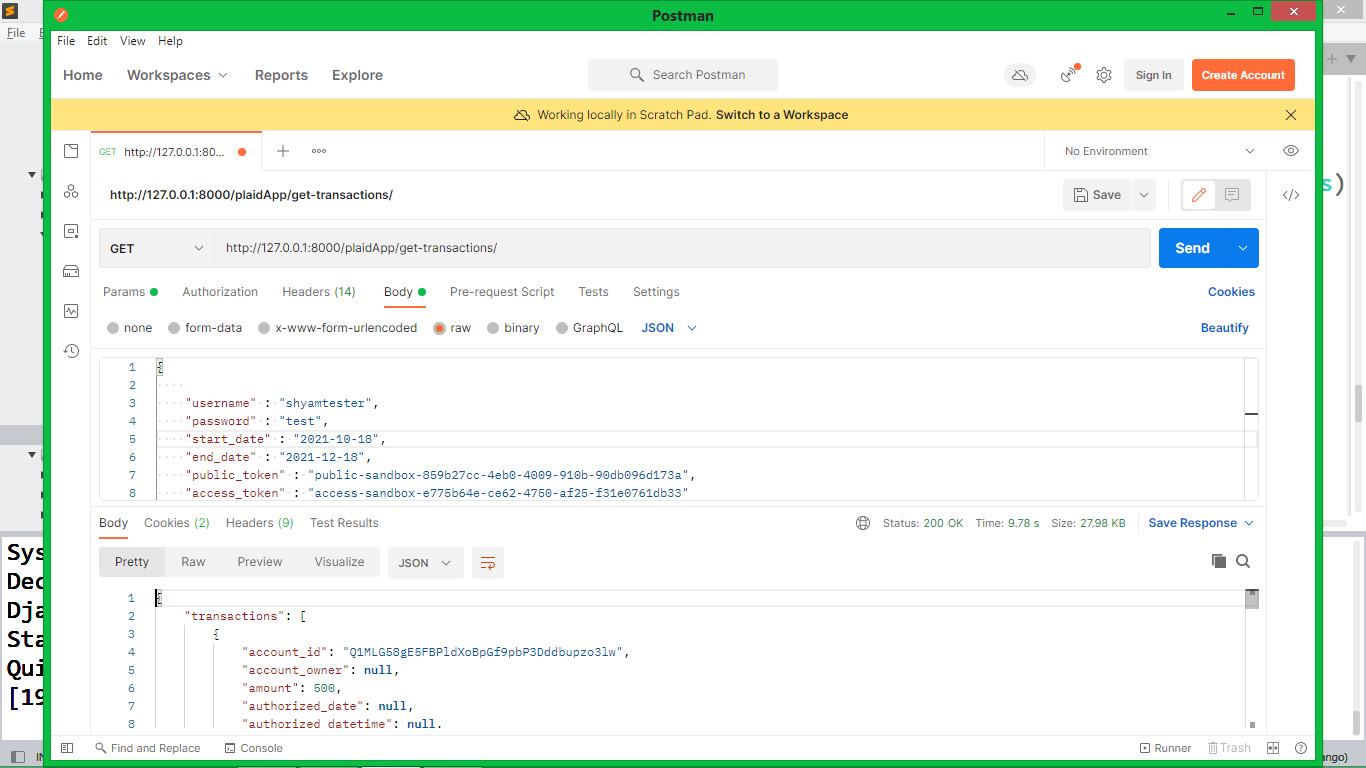 Postman
File
File Edit View Help
Home Workspaces Reports Explore
Search Postman
Sign In
Create Account
Working locally in Scratch Pad. Switch to a Workspace
GET http://127.0.0.1:80...
No Environment
http://127.0.0.1:8000/plaidApp/get-transactions/
Save
s)
GET
http://127.0.0.1:8000/plaidApp/get-transactions/
Send
Params Authorization Headers (14) Body Pre-request Script Tests Settings
Cookies
none form-data x-www-form-urlencoded raw binary GraphQL JSON
Beautify
1 {
2
3 "username" : "shyamtester",
4 "password" : "test",
5 "start_date" : "2021-10-18",
6 "end_date" : "2021-12-18",
7 "public_token" : "public-sandbox-859b27cc-4eb0-4009-910b-90db096d173a",
8 "access_token" : "access-sandbox-e775b64e-ce62-4750-af25-f31e0761db33"
Body Cookies (2) Headers (9) Test Results
Status: 200 OK Time: 9.78 s Size: 27.98 KB
Save Response
Pretty Raw Preview Visualize JSON
1 {
2 "transactions": [
3 {
4 "account_id": "Q1MLG58gE5FBPldXoBpGf9pbP3Dddbupzo3lw",
5 "account_owner": null,
6 "amount": 500,
7 "authorized_date": null,
8 "authorized_datetime": null,
Sys
Dec
Dja
Sta
Qui
[19
Find and Replace Console
Runner Trash
ango)